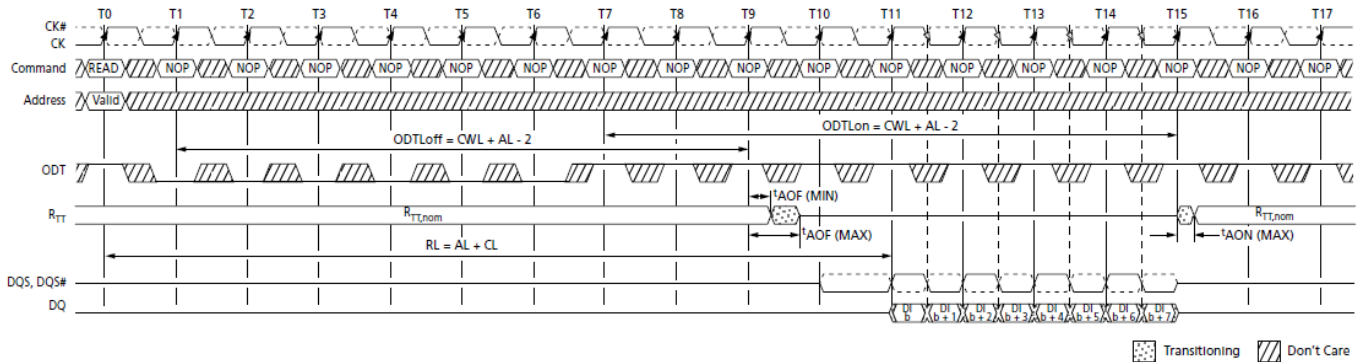 T0 T1 T2 T3 T4 T5 T6 T7 T8 T9 T10 T11 T12 T13 T14 T15 T16 T17
CK#
CK
Command READ NOP NOP NOP NOP NOP NOP NOP NOP NOP NOP NOP NOP NOP NOP NOP NOP NOP
Address Valid
ODTLoff = CWL + AL - 2
ODTLon = CWL + AL - 2
ODT
tAOF (MIN)
RTT RTT,nom RTT,nom
tAOF (MAX) tAON (MAX)
RL = AL + CL
DQS, DQS#
DQ DI b DI b + 1 DI b + 2 DI b + 3 DI b + 4 DI b + 5 DI b + 6 DI b + 7
Transitioning Don't Care